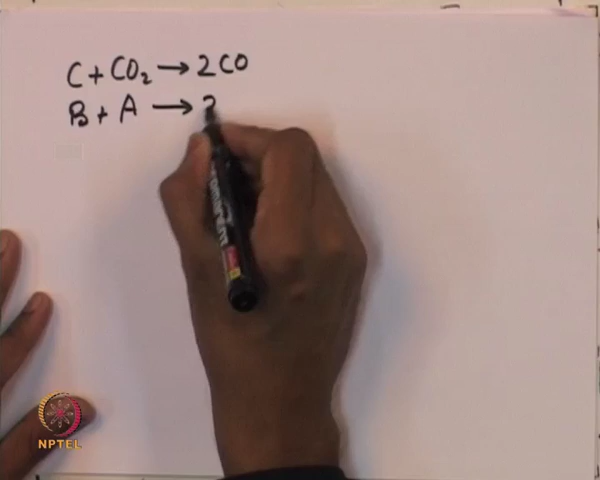 C + CO₂ → 2CO
B + A → 2
NPTEL